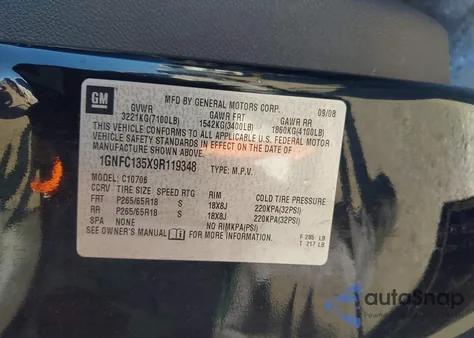 GM
MFD BY GENERAL MOTORS CORP. 09/08
GVWR GAWR FRT GAWR RR
3221KG(7100LB) 1542KG(3400LB) 1860KG(4100LB)
THIS VEHICLE CONFORMS TO ALL APPLICABLE U.S. FEDERAL MOTOR
VEHICLE SAFETY STANDARDS IN EFFECT ON THE DATE OF
MANUFACTURE SHOWN ABOVE.
1GNFC135X9R119348 TYPE: M.P.V.
MODEL: C10706
CCRV TIRE SIZE SPEED RTG RIM COLD TIRE PRESSURE
FRT P265/65R18 S 18X8J 220KPA(32PSI)
RR P265/65R18 S 18X8J 220KPA(32PSI)
SPA NONE NO RIMKPA(PSI)
SEE OWNER'S MANUAL FOR ADDITIONAL INFORMATION
F 285 LB
T 217 LB
autoSnap